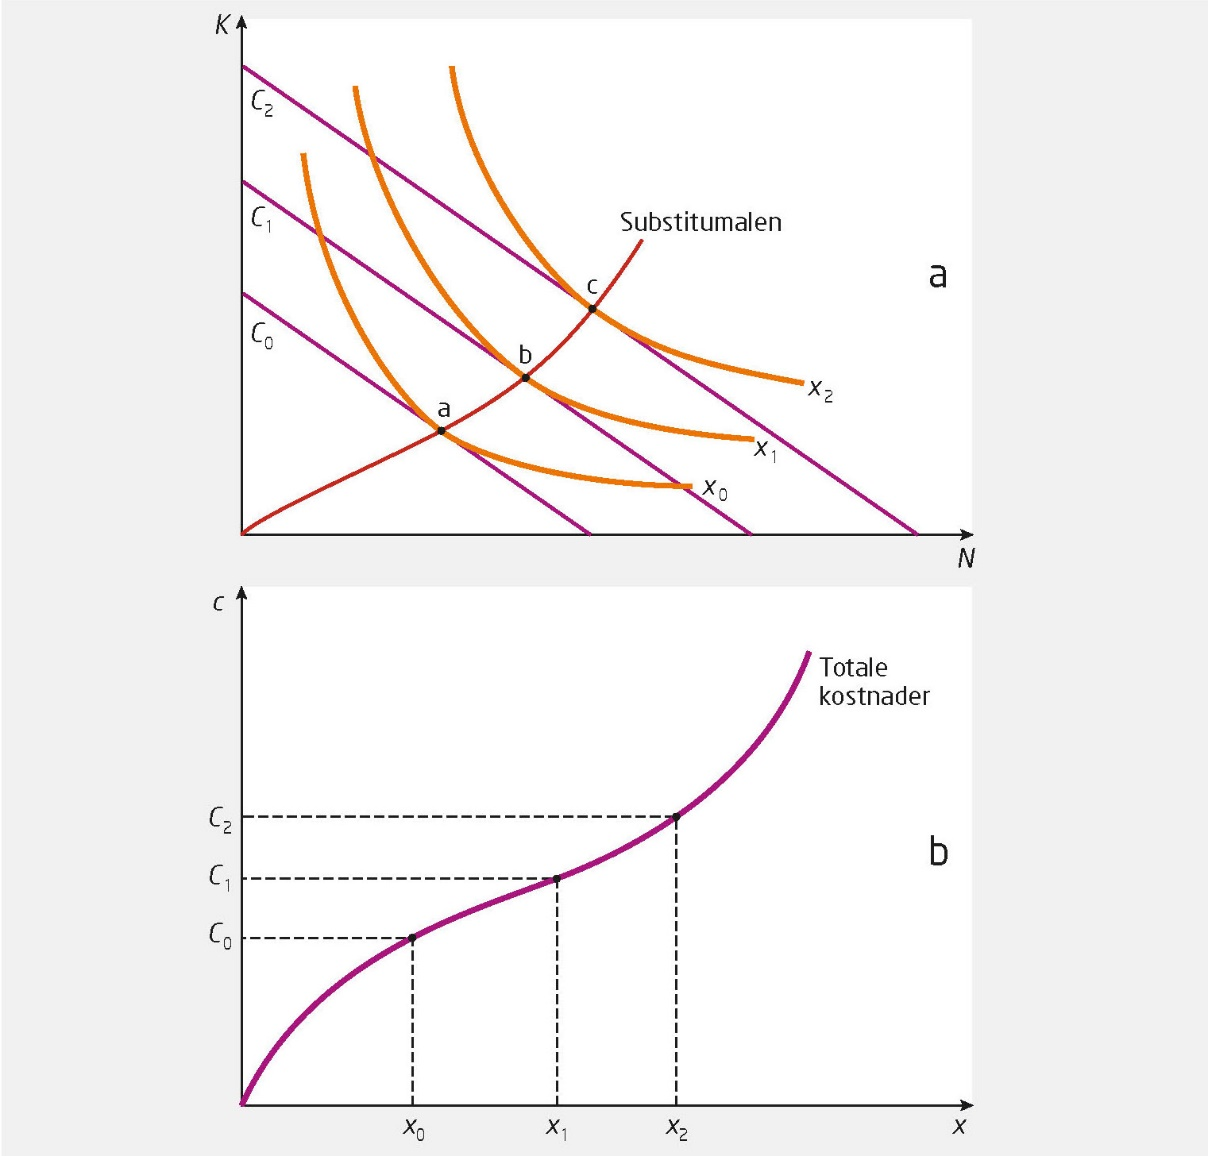 K
C2
C1
C0
Substitumalen
a
c
b
a
x2
x1
x0
N
c
Totale
kostnader
C2
b
C1
C0
x0 x1 x2 x